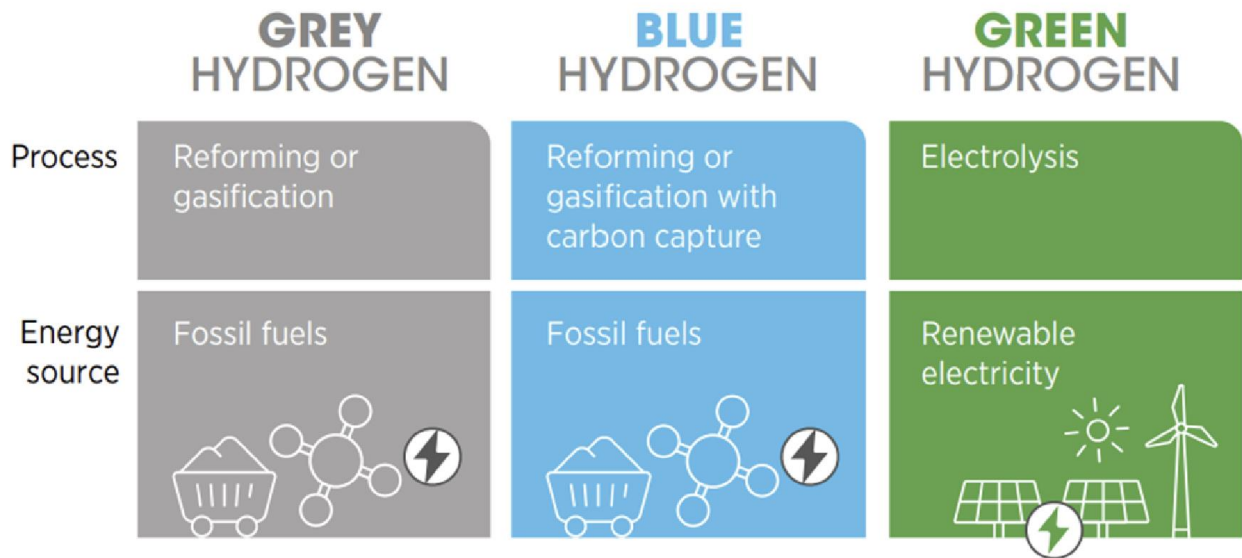 GREY
HYDROGEN
BLUE
HYDROGEN
GREEN
HYDROGEN
Process
Reforming or
gasification
Reforming or
gasification with
carbon capture
Electrolysis
Energy
source
Fossil fuels
Fossil fuels
Renewable
electricity